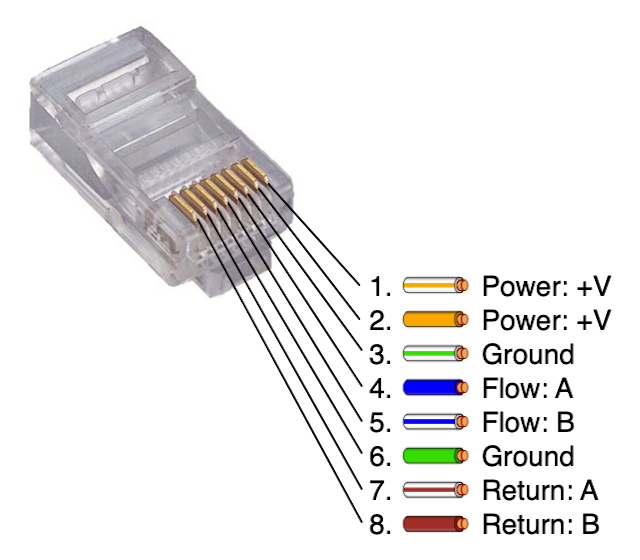 1. Power: +V
2. Power: +V
3. Ground
4. Flow: A
5. Flow: B
6. Ground
7. Return: A
8. Return: B